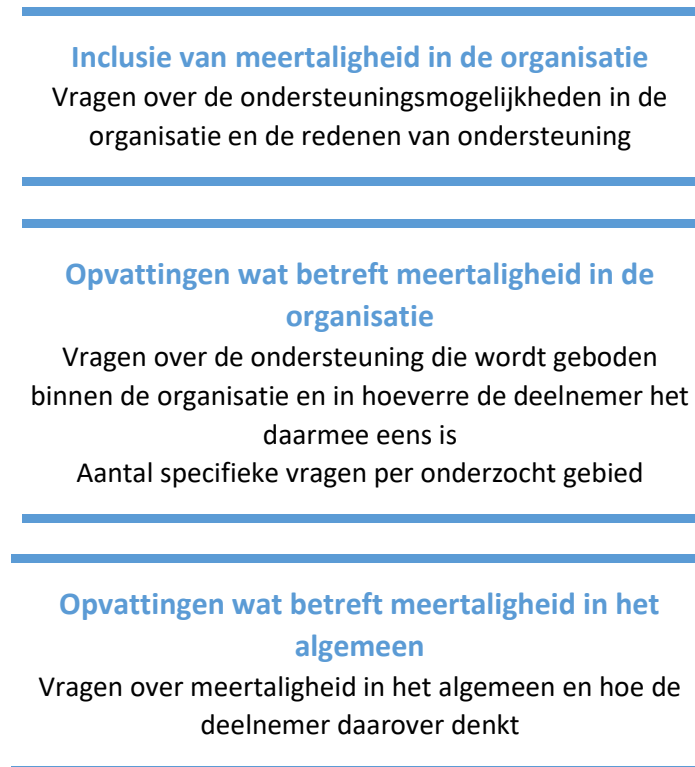 Inclusie van meertaligheid in de organisatie
Vragen over de ondersteuningsmogelijkheden in de
organisatie en de redenen van ondersteuning
Opvattingen wat betreft meertaligheid in de
organisatie
Vragen over de ondersteuning die wordt geboden
binnen de organisatie en in hoeverre de deelnemer het
daarmee eens is
Aantal specifieke vragen per onderzocht gebied
Opvattingen wat betreft meertaligheid in het
algemeen
Vragen over meertaligheid in het algemeen en hoe de
deelnemer daarover denkt